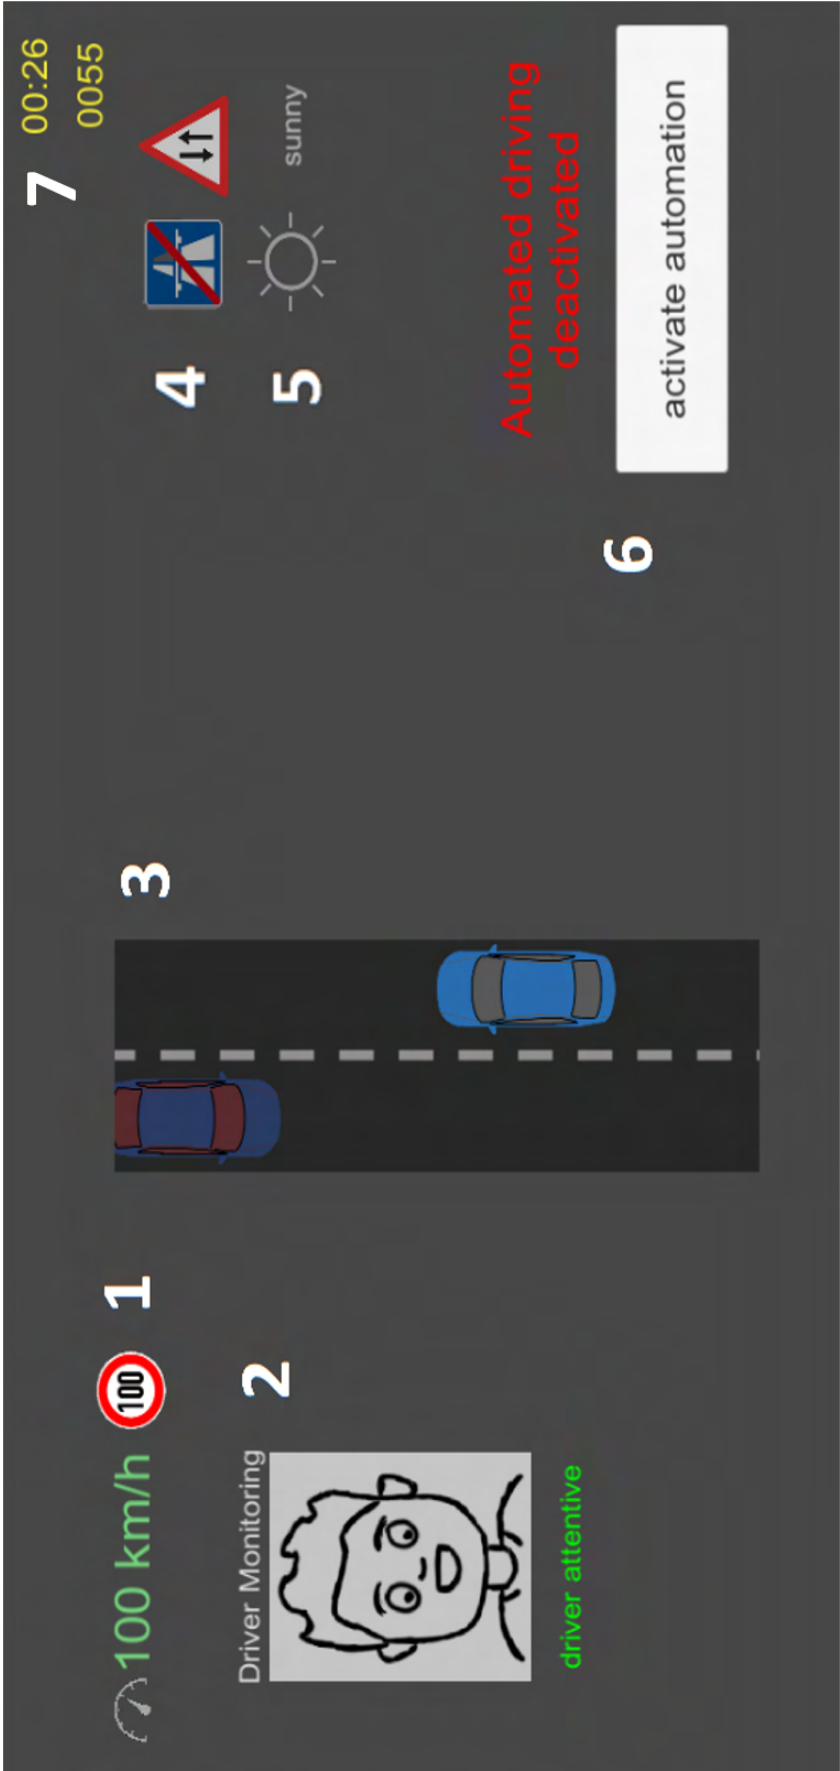 100 km/h
100
1
Driver Monitoring
2
driver attentive
3
7
00:26
0055
4
5
sunny
Automated driving
deactivated
6
activate automation